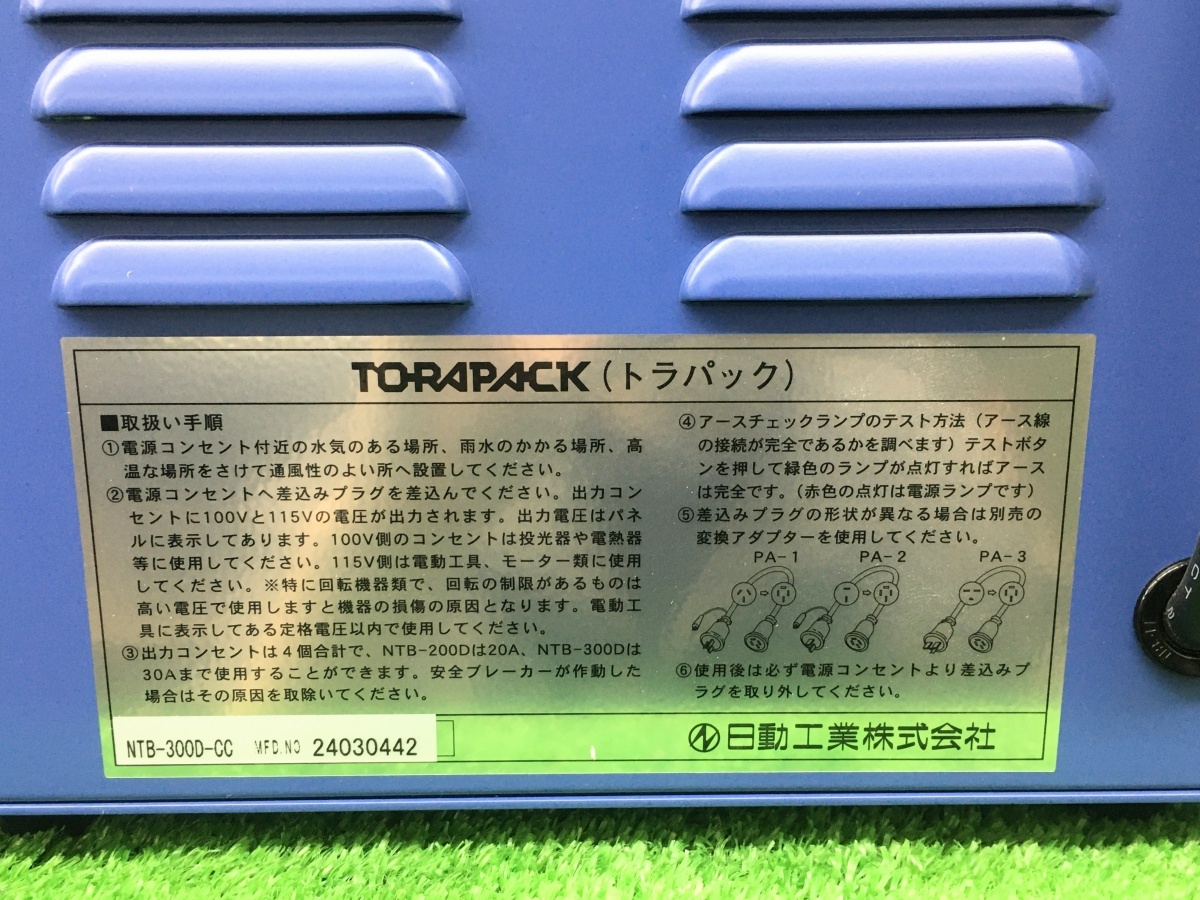 TORAPACK(トラパック)
■取扱い手順
①電源コンセント付近の水気のある場所、雨水のかかる場所、高
温な場所をさけて通風性のよい所へ設置してください。
②電源コンセントへ差込みプラグを差込んでください。出力コン
セントに100Vと115Vの電圧が出力されます。出力電圧はパネ
ルに表示してあります。100V側のコンセントは投光器や電熱器
等に使用してください。115V側は電動工具、モーター類に使用
してください。※特に回転機器類で、回転の制限があるものは
高い電圧で使用しますと機器の損傷の原因となります。電動工
具に表示してある定格電圧以内で使用してください。
③出力コンセントは4個合計で、NTB-200Dは20A、NTB-300Dは
30Aまで使用することができます。安全ブレーカーが作動した
場合はその原因を取除いてください。
④アースチェックランプのテスト方法(アース線
の接続が完全であるかを調べます)テストボタ
ンを押して緑色のランプが点灯すればアース
は完全です。(赤色の点灯は電源ランプです)
⑤差込みプラグの形状が異なる場合は別売の
変換アダプターを使用してください。
PA-1 PA-2 PA-3
⑥使用後は必ず電源コンセントより差込みプ
ラグを取り外してください。
NTB-300D-CC MFD.NO 24030442
日動工業株式会社